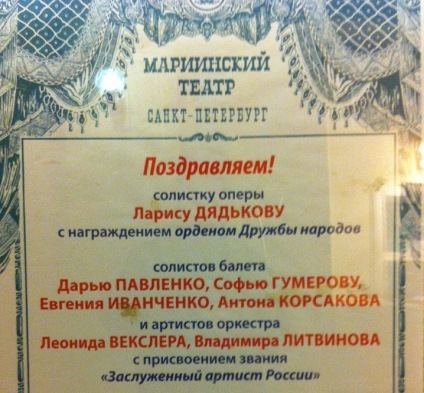 МАРИИНСКИЙ
ТЕАТР
САНКТ-ПЕТЕРБУРГ
Поздравляем!
солистку оперы
Ларису ДЯДЬКОВУ
с награждением орденом Дружбы народов
солистов балета
Дарью ПАВЛЕНКО, Софью ГУМЕРОВУ,
Евгения ИВАНЧЕНКО, Антона КОРСАКОВА
и артистов оркестра
Леонида ВЕКСЛЕРА, Владимира ЛИТВИНОВА
с присвоением звания
«Заслуженный артист России»